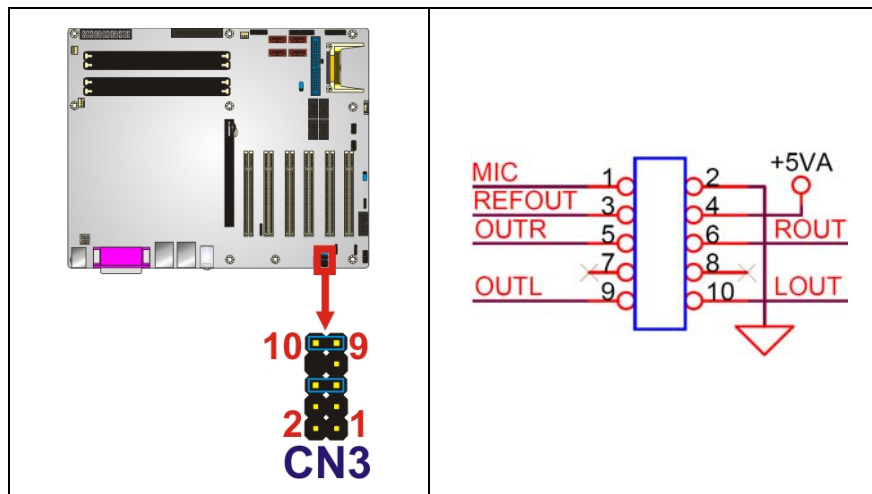 10 9
2 1
CN3
+5VA
MIC 1 2
REFOUT 3 4
OUTR 5 6 ROUT
7 8
OUTL 9 10 LOUT